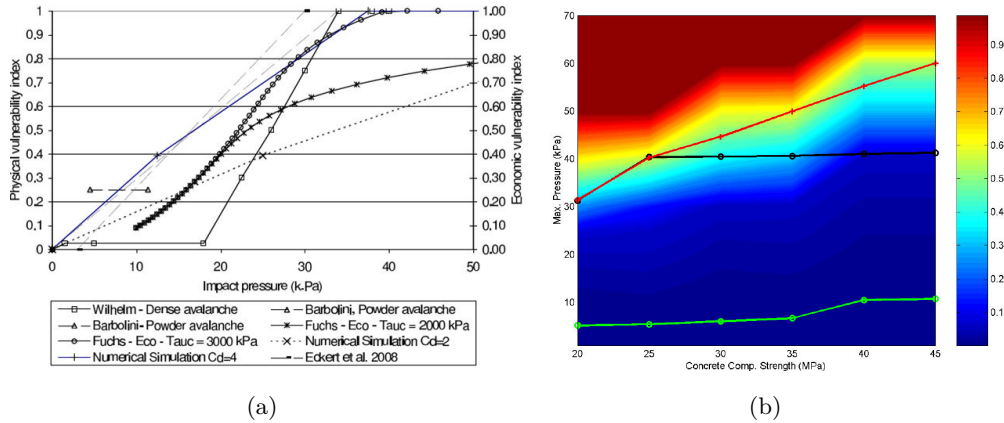 Physical vulnerability index
1
0,9
0,8
0,7
0,6
0,5
0,4
0,3
0,2
0,1
0
1,00
0,90
0,80
0,70
0,60
0,50
0,40
0,30
0,20
0,10
0,00
Economic vulnerability index
0 10 20 30 40 50
Impact pressure (k.Pa)
Wilhelm - Dense avalanche
Barbolini, Powder avalanche
Barbolini- Powder avalanche
Fuchs - Eco - Tauc = 2000 kPa
Fuchs - Eco - Tauc = 3000 kPa
Numerical Simulation Cd=2
Numerical Simulation Cd=4
Eckert et al. 2008
(a)
Max. Pressure (kPa)
70
60
50
40
30
20
10
20 25 30 35 40 45
Concrete Comp. Strength (MPa)
0.9
0.8
0.7
0.6
0.5
0.4
0.3
0.2
0.1
(b)